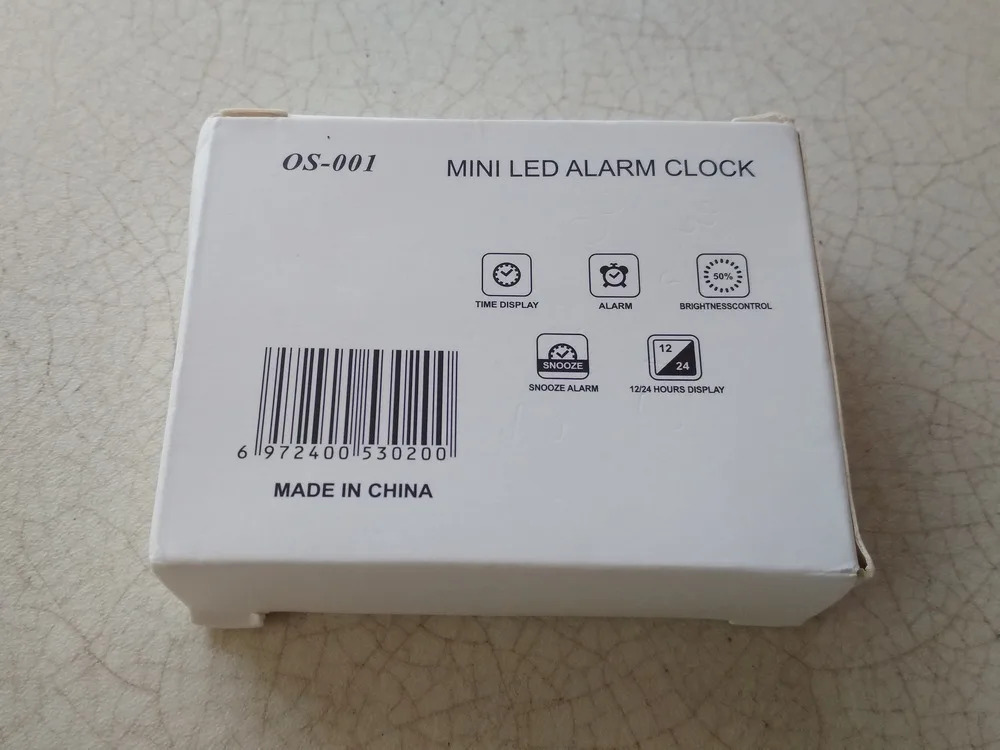 OS-001
MINI LED ALARM CLOCK
50%
TIME DISPLAY
ALARM
BRIGHTNESSCONTROL
SNOOZE
12
24
SNOOZE ALARM
12/24 HOURS DISPLAY
6 972400 530200
MADE IN CHINA